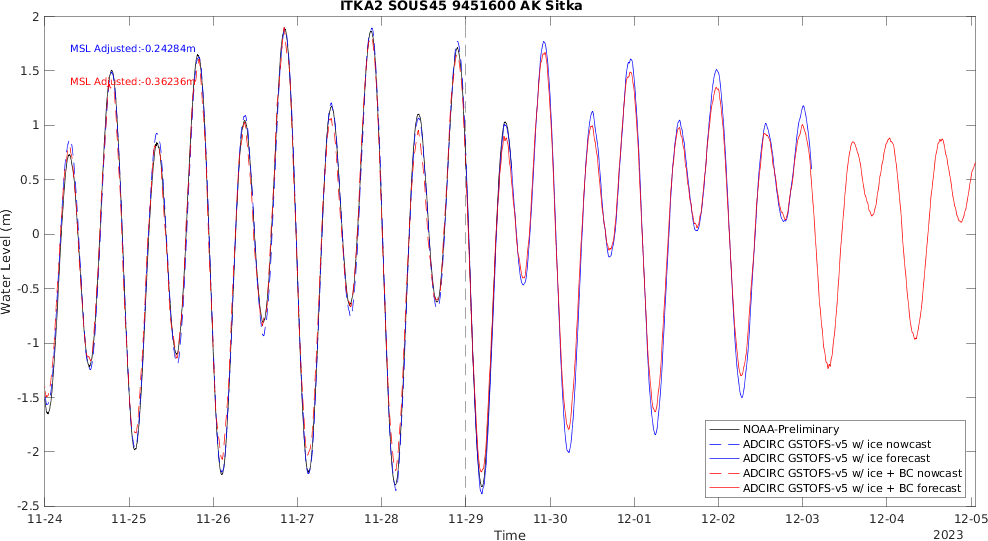 ITKA2 SOUS45 9451600 AK Sitka
MSL Adjusted:-0.24284m
MSL Adjusted:-0.36236m
Water Level (m)
2
1.5
1
0.5
0
-0.5
-1
-1.5
-2
-2.5
NOAA-Preliminary
ADCIRC GSTOFS-v5 w/ ice nowcast
ADCIRC GSTOFS-v5 w/ ice forecast
ADCIRC GSTOFS-v5 w/ ice + BC nowcast
ADCIRC GSTOFS-v5 w/ ice + BC forecast
11-24 11-25 11-26 11-27 11-28 11-29 11-30 12-01 12-02 12-03 12-04 12-05
Time
2023